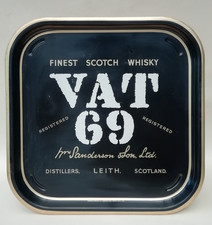 FINEST SCOTCH WHISKY
VAT
REGISTERED 69 REGISTERED
Wm Sanderson & Son, Ltd.
DISTILLERS, LEITH, SCOTLAND.